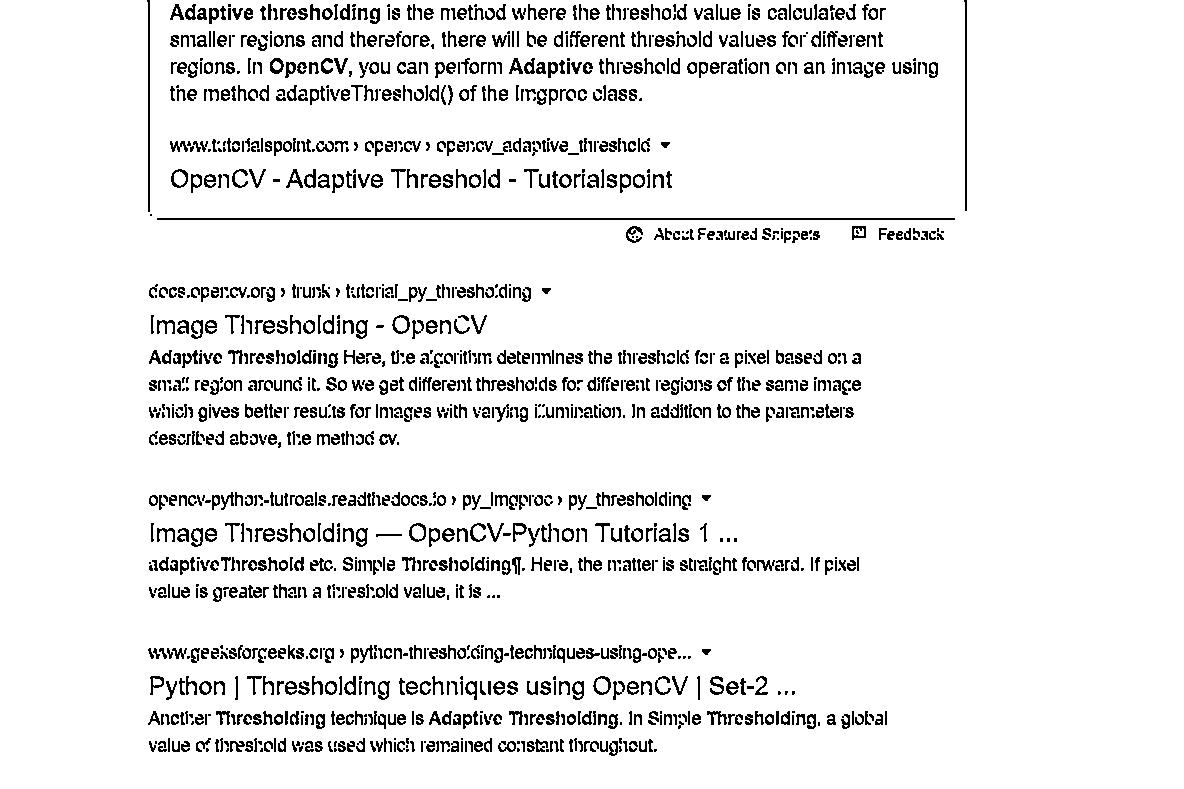 Adaptive thresholding is the method where the threshold value is calculated for
smaller regions and therefore, there will be different threshold values for different
regions. In OpenCV, you can perform Adaptive threshold operation on an image using
the method adaptiveThreshold() of the Imgproc class.
www.tutorialspoint.com › opencv › opencv_adaptive_threshold
OpenCV - Adaptive Threshold - Tutorialspoint
About Featured Snippets Feedback
docs.opencv.org › trunk › tutorial_py_thresholding
Image Thresholding - OpenCV
Adaptive Thresholding Here, the algorithm determines the threshold for a pixel based on a
small region around it. So we get different thresholds for different regions of the same image
which gives better results for images with varying illumination. In addition to the parameters
described above, the method cv.
opencv-python-tutroals.readthedocs.io › py_imgproc › py_thresholding
Image Thresholding — OpenCV-Python Tutorials 1 ...
adaptiveThreshold etc. Simple Thresholding¶. Here, the matter is straight forward. If pixel
value is greater than a threshold value, it is ...
www.geeksforgeeks.org › python-thresholding-techniques-using-ope...
Python | Thresholding techniques using OpenCV | Set-2 ...
Another Thresholding technique is Adaptive Thresholding. In Simple Thresholding, a global
value of threshold was used which remained constant throughout.